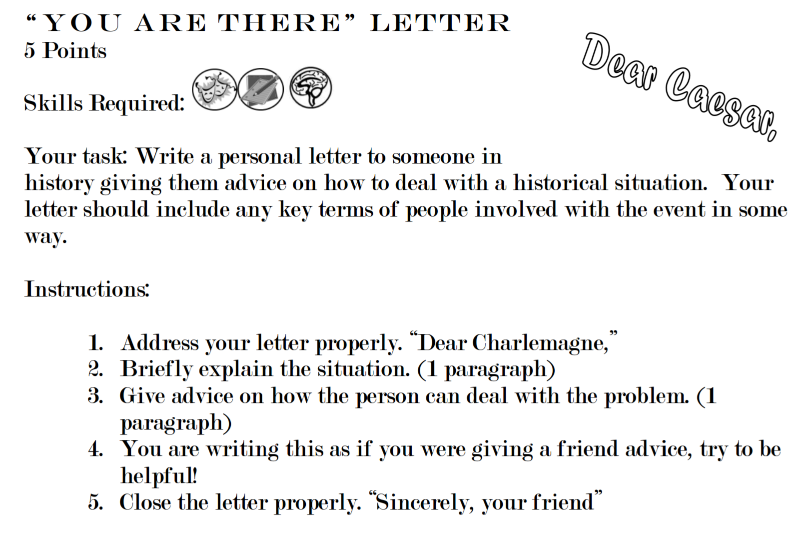 “YOU ARE THERE” LETTER
5 Points
Dear Caesar,
Skills Required:
Your task: Write a personal letter to someone in
history giving them advice on how to deal with a historical situation.  Your
letter should include any key terms of people involved with the event in some
way.
Instructions:
1. Address your letter properly. “Dear Charlemagne,”
2. Briefly explain the situation. (1 paragraph)
3. Give advice on how the person can deal with the problem. (1
paragraph)
4. You are writing this as if you were giving a friend advice, try to be
helpful!
5. Close the letter properly. “Sincerely, your friend”